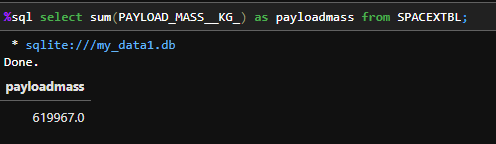 %sql select sum(PAYLOAD_MASS__KG_) as payloadmass from SPACEXTBL;
* sqlite:///my_data1.db
Done.
payloadmass
619967.0